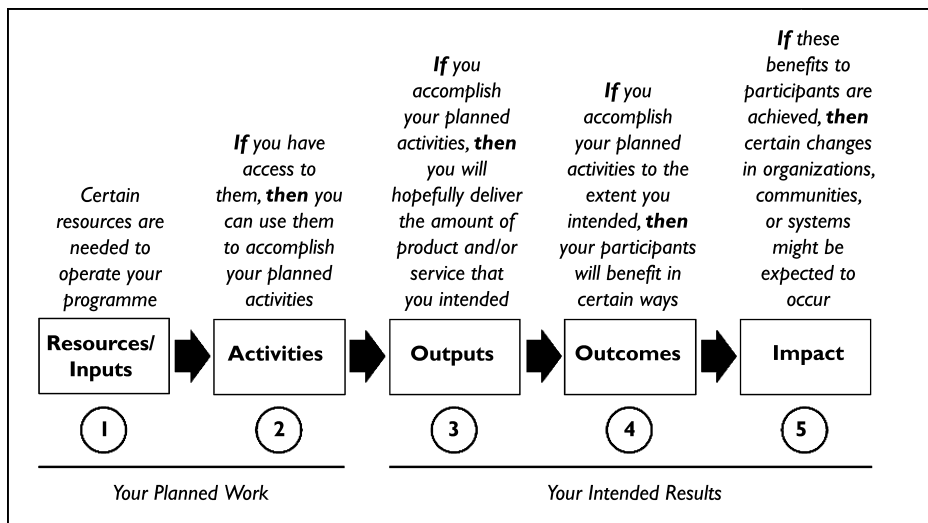 Certain
resources are
needed to
operate your
programme
If you have
access to
them, then you
can use them
to accomplish
your planned
activities
If you
accomplish
your planned
activities, then
you will
hopefully deliver
the amount of
product and/or
service that
you intended
If you
accomplish
your planned
activities to the
extent you
intended, then
your participants
will benefit in
certain ways
If these
benefits to
participants are
achieved, then
certain changes
in organizations,
communities,
or systems
might be
expected to
occur
Resources/
Inputs
Activities
Outputs
Outcomes
Impact
1
2
3
4
5
Your Planned Work
Your Intended Results